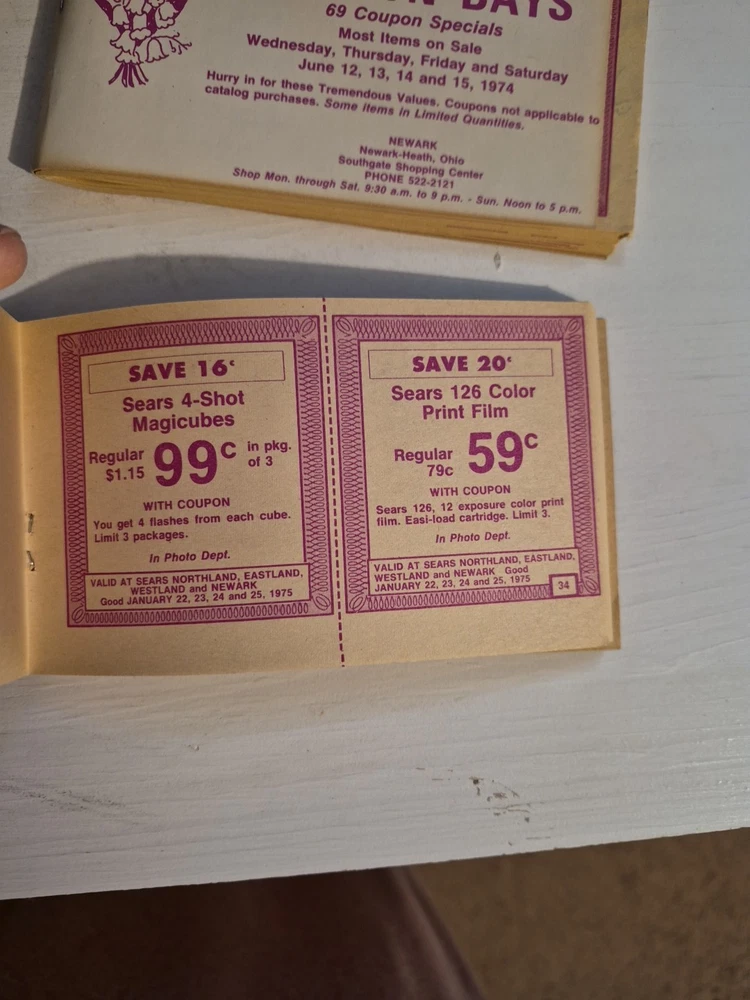 DAYS
69 Coupon Specials
Most Items on Sale
Wednesday, Thursday, Friday and Saturday
June 12, 13, 14 and 15, 1974
Hurry in for these Tremendous Values. Coupons not applicable to
catalog purchases. Some Items in Limited Quantities.
NEWARK
Newark-Heath, Ohio
Southgate Shopping Center
PHONE 522-2121
Shop Mon. through Sat. 9:30 a.m. to 9 p.m. - Sun. Noon to 5 p.m.
SAVE 16¢
Sears 4-Shot
Magicubes
Regular
$1.15
99c
in pkg.
of 3
WITH COUPON
You get 4 flashes from each cube.
Limit 3 packages.
In Photo Dept.
VALID AT SEARS NORTHLAND, EASTLAND,
WESTLAND and NEWARK
Good JANUARY 22, 23, 24 and 25, 1975
SAVE 20¢
Sears 126 Color
Print Film
Regular
79c
59c
WITH COUPON
Sears 126, 12 exposure color print
film. Easi-load cartridge. Limit 3.
In Photo Dept.
VALID AT SEARS NORTHLAND, EASTLAND,
WESTLAND and NEWARK Good
JANUARY 22, 23, 24 and 25, 1975
34